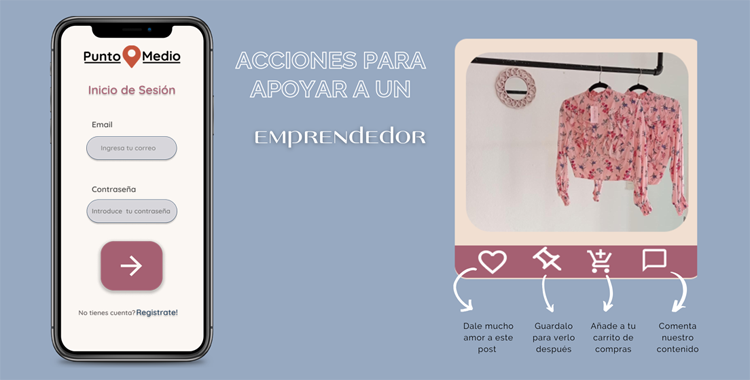 Punto Medio
Inicio de Sesión
Email
Ingresa tu correo
Contraseña
Introduce tu contraseña
No tienes cuenta? Registrate!
ACCIONES PARA
APOYAR A UN
EMPRENDEDOR
Dale mucho
amor a este
post
Guardalo
para verlo
después
Añade a tu
carrito de
compras
Comenta
nuestro
contenido